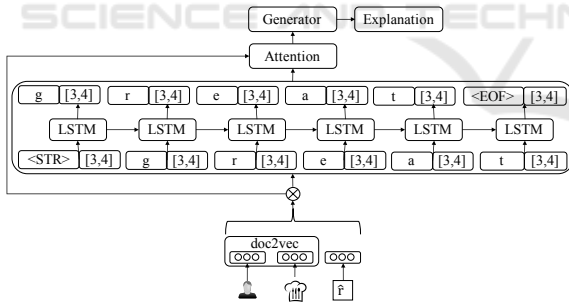 SCIENCE AND TECHN
Generator Explanation
Attention
g [3,4] r [3,4] e [3,4] a [3,4] t [3,4] <EOF> [3,4]
LSTM LSTM LSTM LSTM LSTM LSTM
<STR> [3,4] g [3,4] r [3,4] e [3,4] a [3,4] t [3,4]
doc2vec
r̂